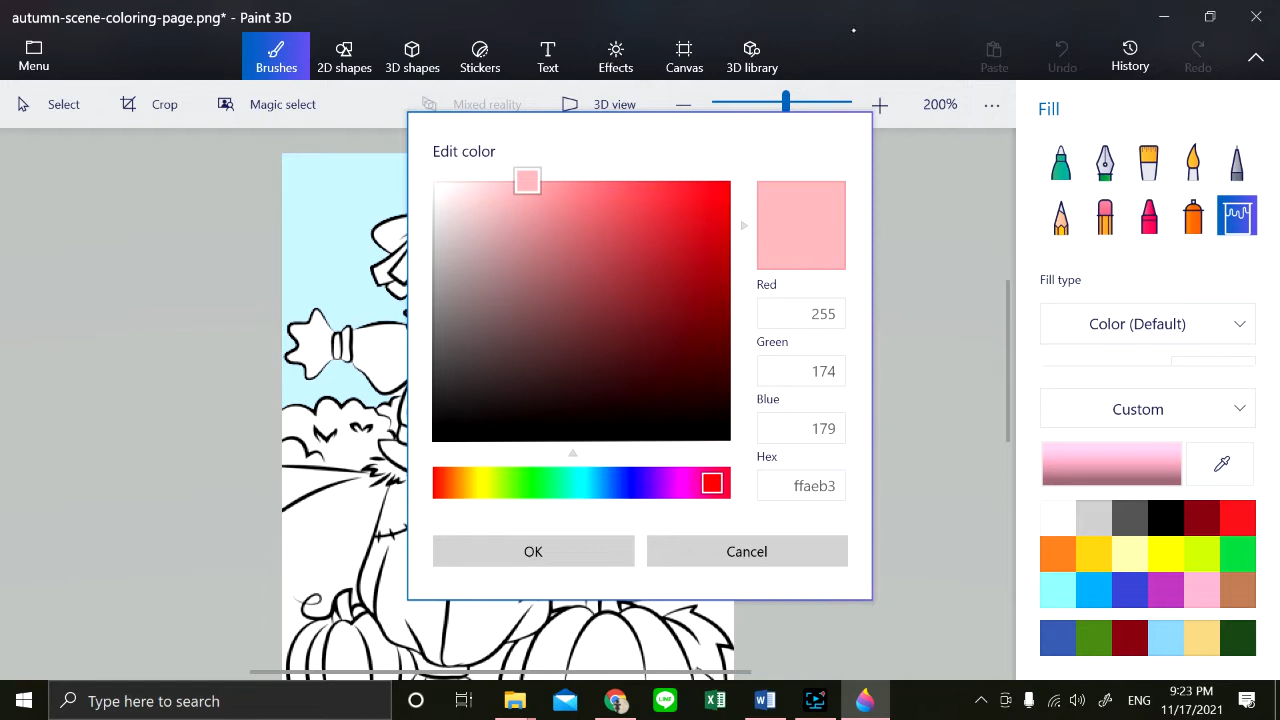 autumn-scene-coloring-page.png* - Paint 3D
Menu
Brushes
2D shapes
3D shapes
Stickers
Text
Effects
Canvas
3D library
Paste
Undo
History
Redo
Select
Crop
Magic select
Mixed reality
3D view
200%
Fill
Edit color
Red
255
Green
174
Blue
179
Hex
ffaeb3
OK
Cancel
Fill type
Color (Default)
Custom
Type here to search
ENG
9:23 PM
11/17/2021